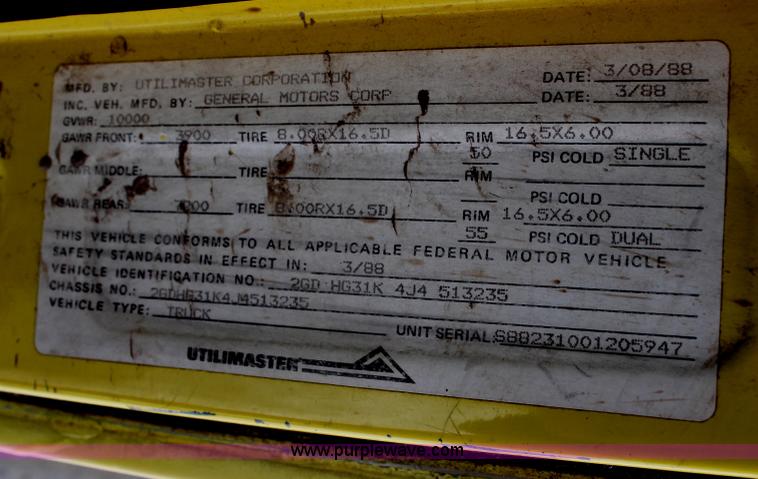 MFD. BY: UTILIMASTER CORPORATION DATE: 3/08/88
INC. VEH. MFD. BY: GENERAL MOTORS CORP DATE: 3/88
GVWR: 10000
GAWR FRONT: 3900 TIRE 8.00RX16.5D RIM 16.5X6.00
50 PSI COLD SINGLE
GAWR MIDDLE: TIRE RIM
PSI COLD
GAWR REAR: TIRE 8.00RX16.5D RIM 16.5X6.00
55 PSI COLD DUAL
THIS VEHICLE CONFORMS TO ALL APPLICABLE FEDERAL MOTOR VEHICLE
SAFETY STANDARDS IN EFFECT IN: 3/88
VEHICLE IDENTIFICATION NO.: 2GD HG31K 4J4 513235
CHASSIS NO.: 2GDHG31K4J4513235
VEHICLE TYPE: TRUCK
UNIT SERIAL: S88231001205947
UTILIMASTER
www.purplewave.com